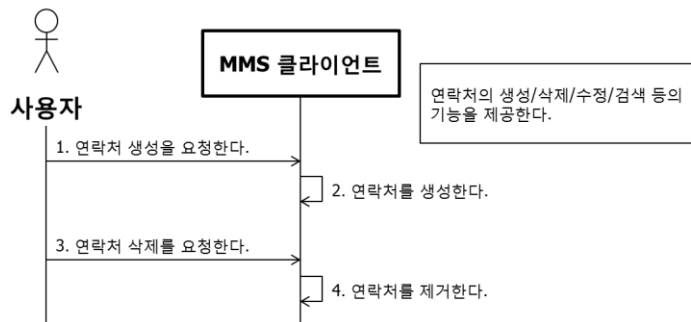 사용자
MMS 클라이언트
연락처의 생성/삭제/수정/검색 등의
기능을 제공한다.
1. 연락처 생성을 요청한다.
2. 연락처를 생성한다.
3. 연락처 삭제를 요청한다.
4. 연락처를 제거한다.